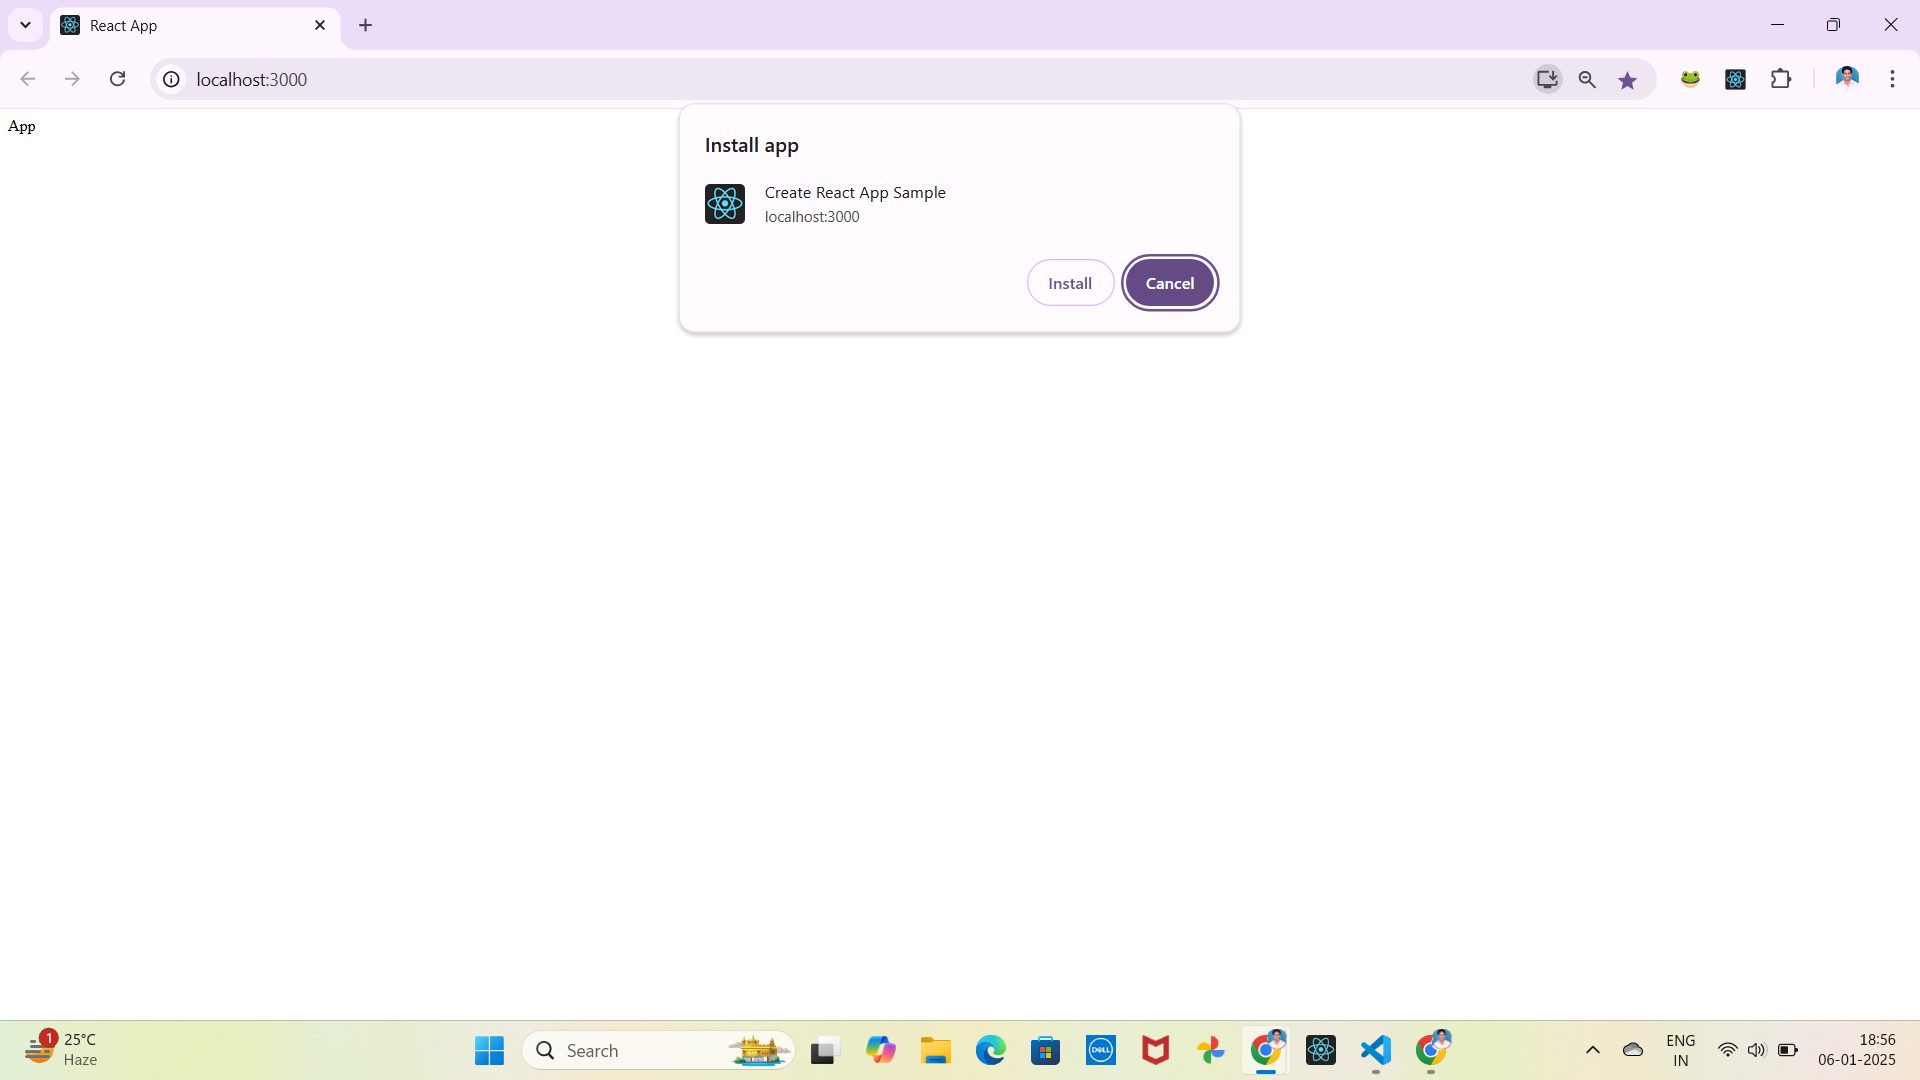 React App
localhost:3000
App
Install app
Create React App Sample
localhost:3000
Install
Cancel
1
25°C
Haze
Search
DELL
ENG
IN
18:56
06-01-2025